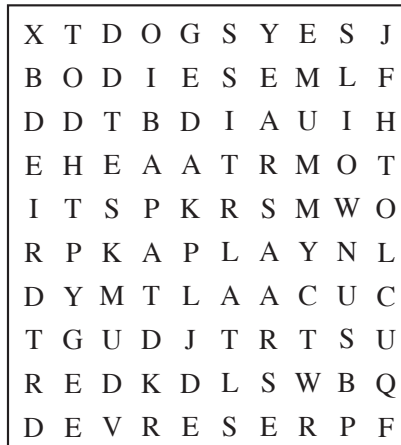 X T D O G S Y E S J
B O D I E S E M L F
D D T B D I A U I H
E H E A A T R M O T
I T S P K R S M W O
R P K A P L A Y N L
D Y M T L A A C U C
T G U D J T R T S U
R E D K D L S W B Q
D E V R E S E R P F